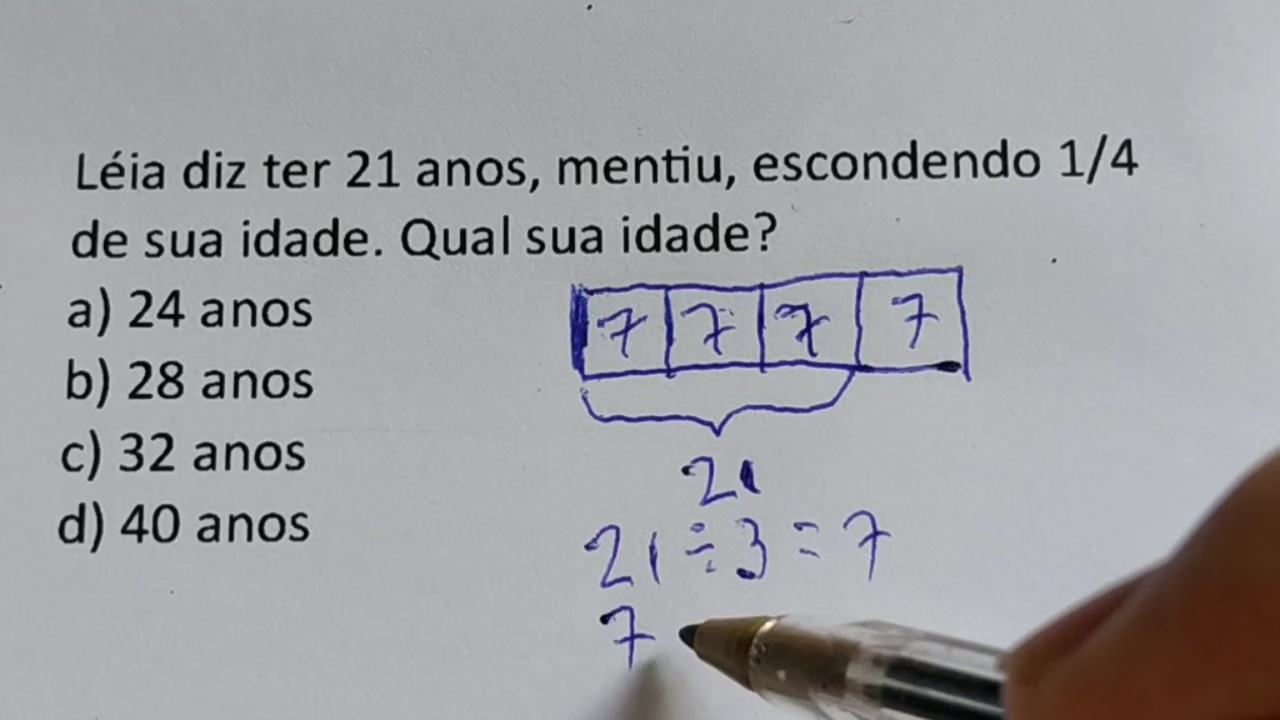 Léia diz ter 21 anos, mentiu, escondendo 1/4
de sua idade. Qual sua idade?
a) 24 anos
b) 28 anos
c) 32 anos
d) 40 anos
7 7 7 7
21
21 ÷ 3 = 7
7